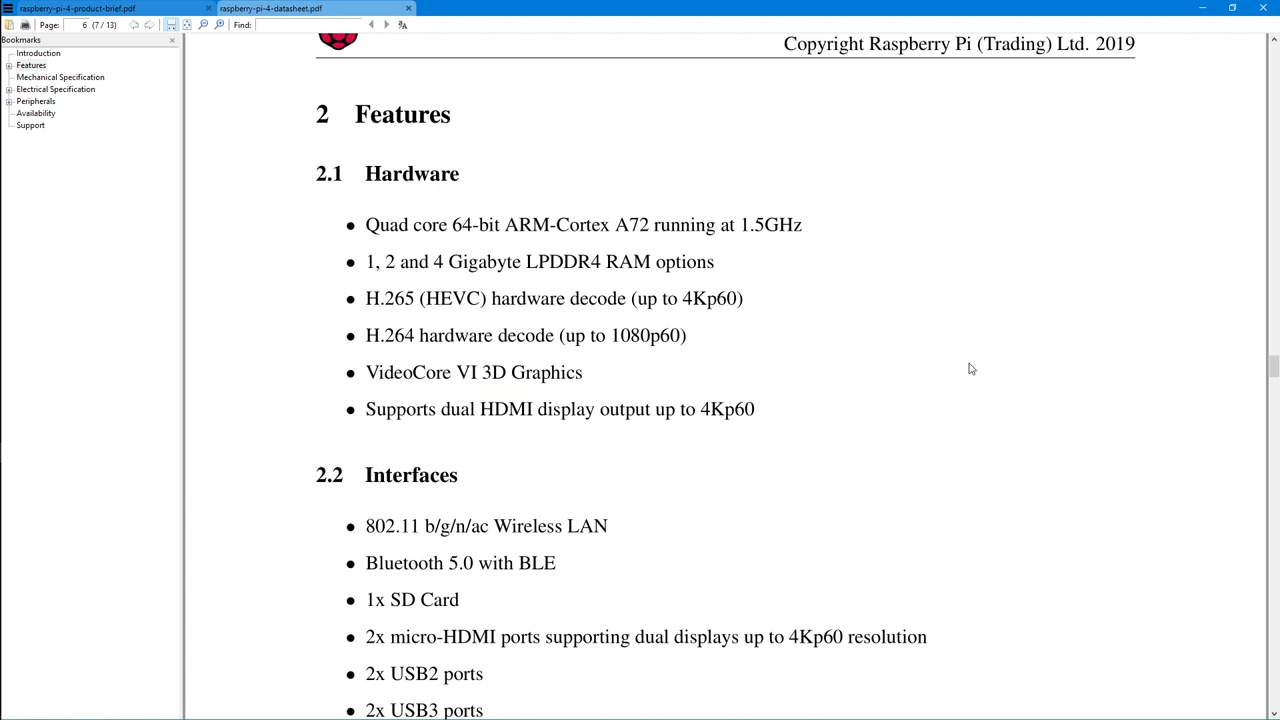 raspberry-pi-4-product-brief.pdf
raspberry-pi-4-datasheet.pdf
Page: 6 (7 / 13) Find:
Bookmarks
Introduction
Features
Mechanical Specification
Electrical Specification
Peripherals
Availability
Support
Copyright Raspberry Pi (Trading) Ltd. 2019
2 Features
2.1 Hardware
• Quad core 64-bit ARM-Cortex A72 running at 1.5GHz
• 1, 2 and 4 Gigabyte LPDDR4 RAM options
• H.265 (HEVC) hardware decode (up to 4Kp60)
• H.264 hardware decode (up to 1080p60)
• VideoCore VI 3D Graphics
• Supports dual HDMI display output up to 4Kp60
2.2 Interfaces
• 802.11 b/g/n/ac Wireless LAN
• Bluetooth 5.0 with BLE
• 1x SD Card
• 2x micro-HDMI ports supporting dual displays up to 4Kp60 resolution
• 2x USB2 ports
• 2x USB3 ports